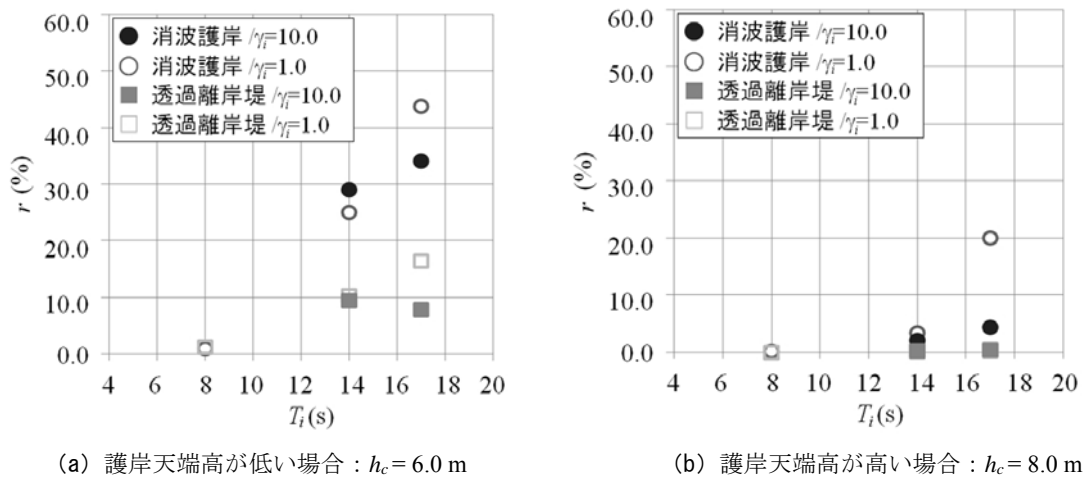 60.0
50.0
40.0
30.0
20.0
10.0
0.0
r (%)
消波護岸 /γi=10.0
消波護岸 /γi=1.0
透過離岸堤 /γi=10.0
透過離岸堤 /γi=1.0
4 6 8 10 12 14 16 18 20
Ti (s)
(a) 護岸天端高が低い場合：hc = 6.0 m
60.0
50.0
40.0
30.0
20.0
10.0
0.0
r (%)
消波護岸 /γi=10.0
消波護岸 /γi=1.0
透過離岸堤 /γi=10.0
透過離岸堤 /γi=1.0
4 6 8 10 12 14 16 18 20
Ti (s)
(b) 護岸天端高が高い場合：hc = 8.0 m